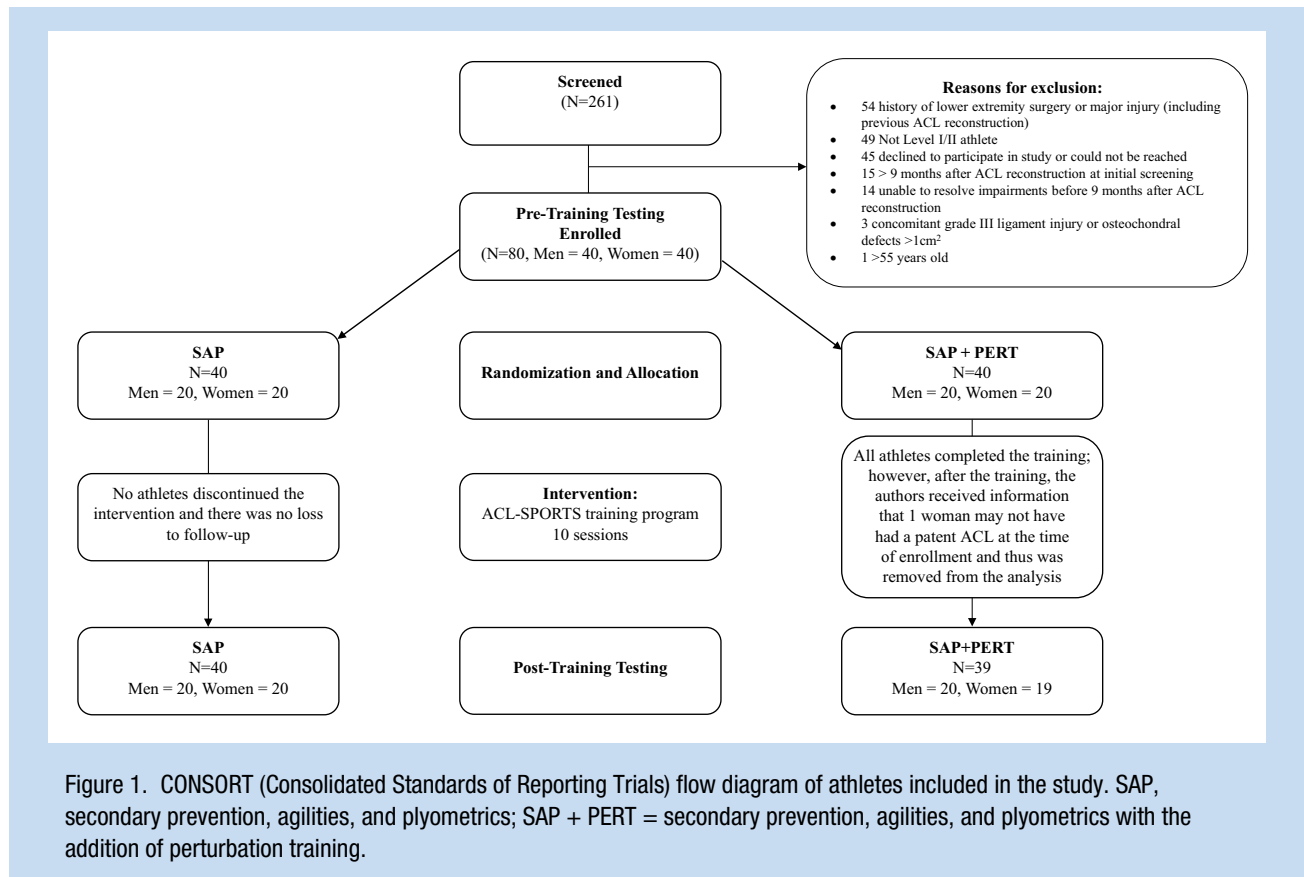 Screened
(N=261)
Reasons for exclusion:
• 54 history of lower extremity surgery or major injury (including
previous ACL reconstruction)
• 49 Not Level I/II athlete
• 45 declined to participate in study or could not be reached
• 15 > 9 months after ACL reconstruction at initial screening
• 14 unable to resolve impairments before 9 months after ACL
reconstruction
• 3 concomitant grade III ligament injury or osteochondral
defects >1cm²
• 1 >55 years old
Pre-Training Testing
Enrolled
(N=80, Men = 40, Women = 40)
SAP
N=40
Men = 20, Women = 20
Randomization and Allocation
SAP + PERT
N=40
Men = 20, Women = 20
No athletes discontinued the
intervention and there was no loss
to follow-up
Intervention:
ACL-SPORTS training program
10 sessions
All athletes completed the training;
however, after the training, the
authors received information
that 1 woman may not have
had a patent ACL at the time
of enrollment and thus was
removed from the analysis
SAP
N=40
Men = 20, Women = 20
Post-Training Testing
SAP+PERT
N=39
Men = 20, Women = 19
Figure 1. CONSORT (Consolidated Standards of Reporting Trials) flow diagram of athletes included in the study. SAP,
secondary prevention, agilities, and plyometrics; SAP + PERT = secondary prevention, agilities, and plyometrics with the
addition of perturbation training.